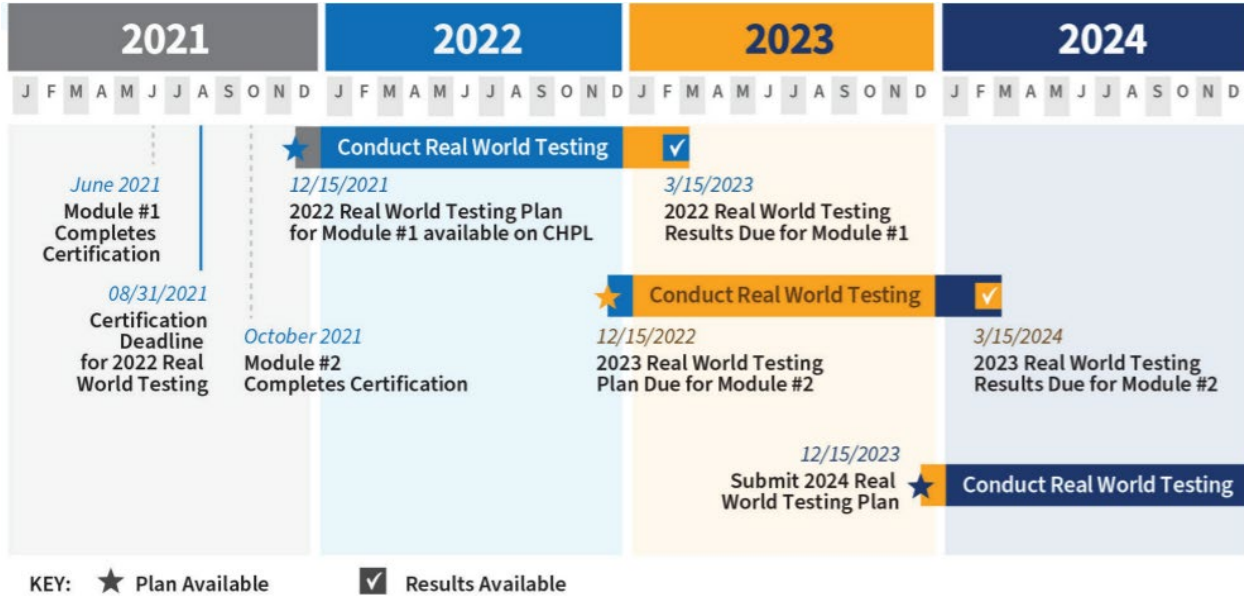 2021 2022 2023 2024
J F M A M J J A S O N D J F M A M J J A S O N D J F M A M J J A S O N D J F M A M J J A S O N D
Conduct Real World Testing
June 2021
Module #1
Completes
Certification
12/15/2021
2022 Real World Testing Plan
for Module #1 available on CHPL
3/15/2023
2022 Real World Testing
Results Due for Module #1
08/31/2021
Certification
Deadline
for 2022 Real
World Testing
October 2021
Module #2
Completes Certification
Conduct Real World Testing
12/15/2022
2023 Real World Testing
Plan Due for Module #2
3/15/2024
2023 Real World Testing
Results Due for Module #2
12/15/2023
Submit 2024 Real
World Testing Plan
Conduct Real World Testing
KEY: Plan Available Results Available